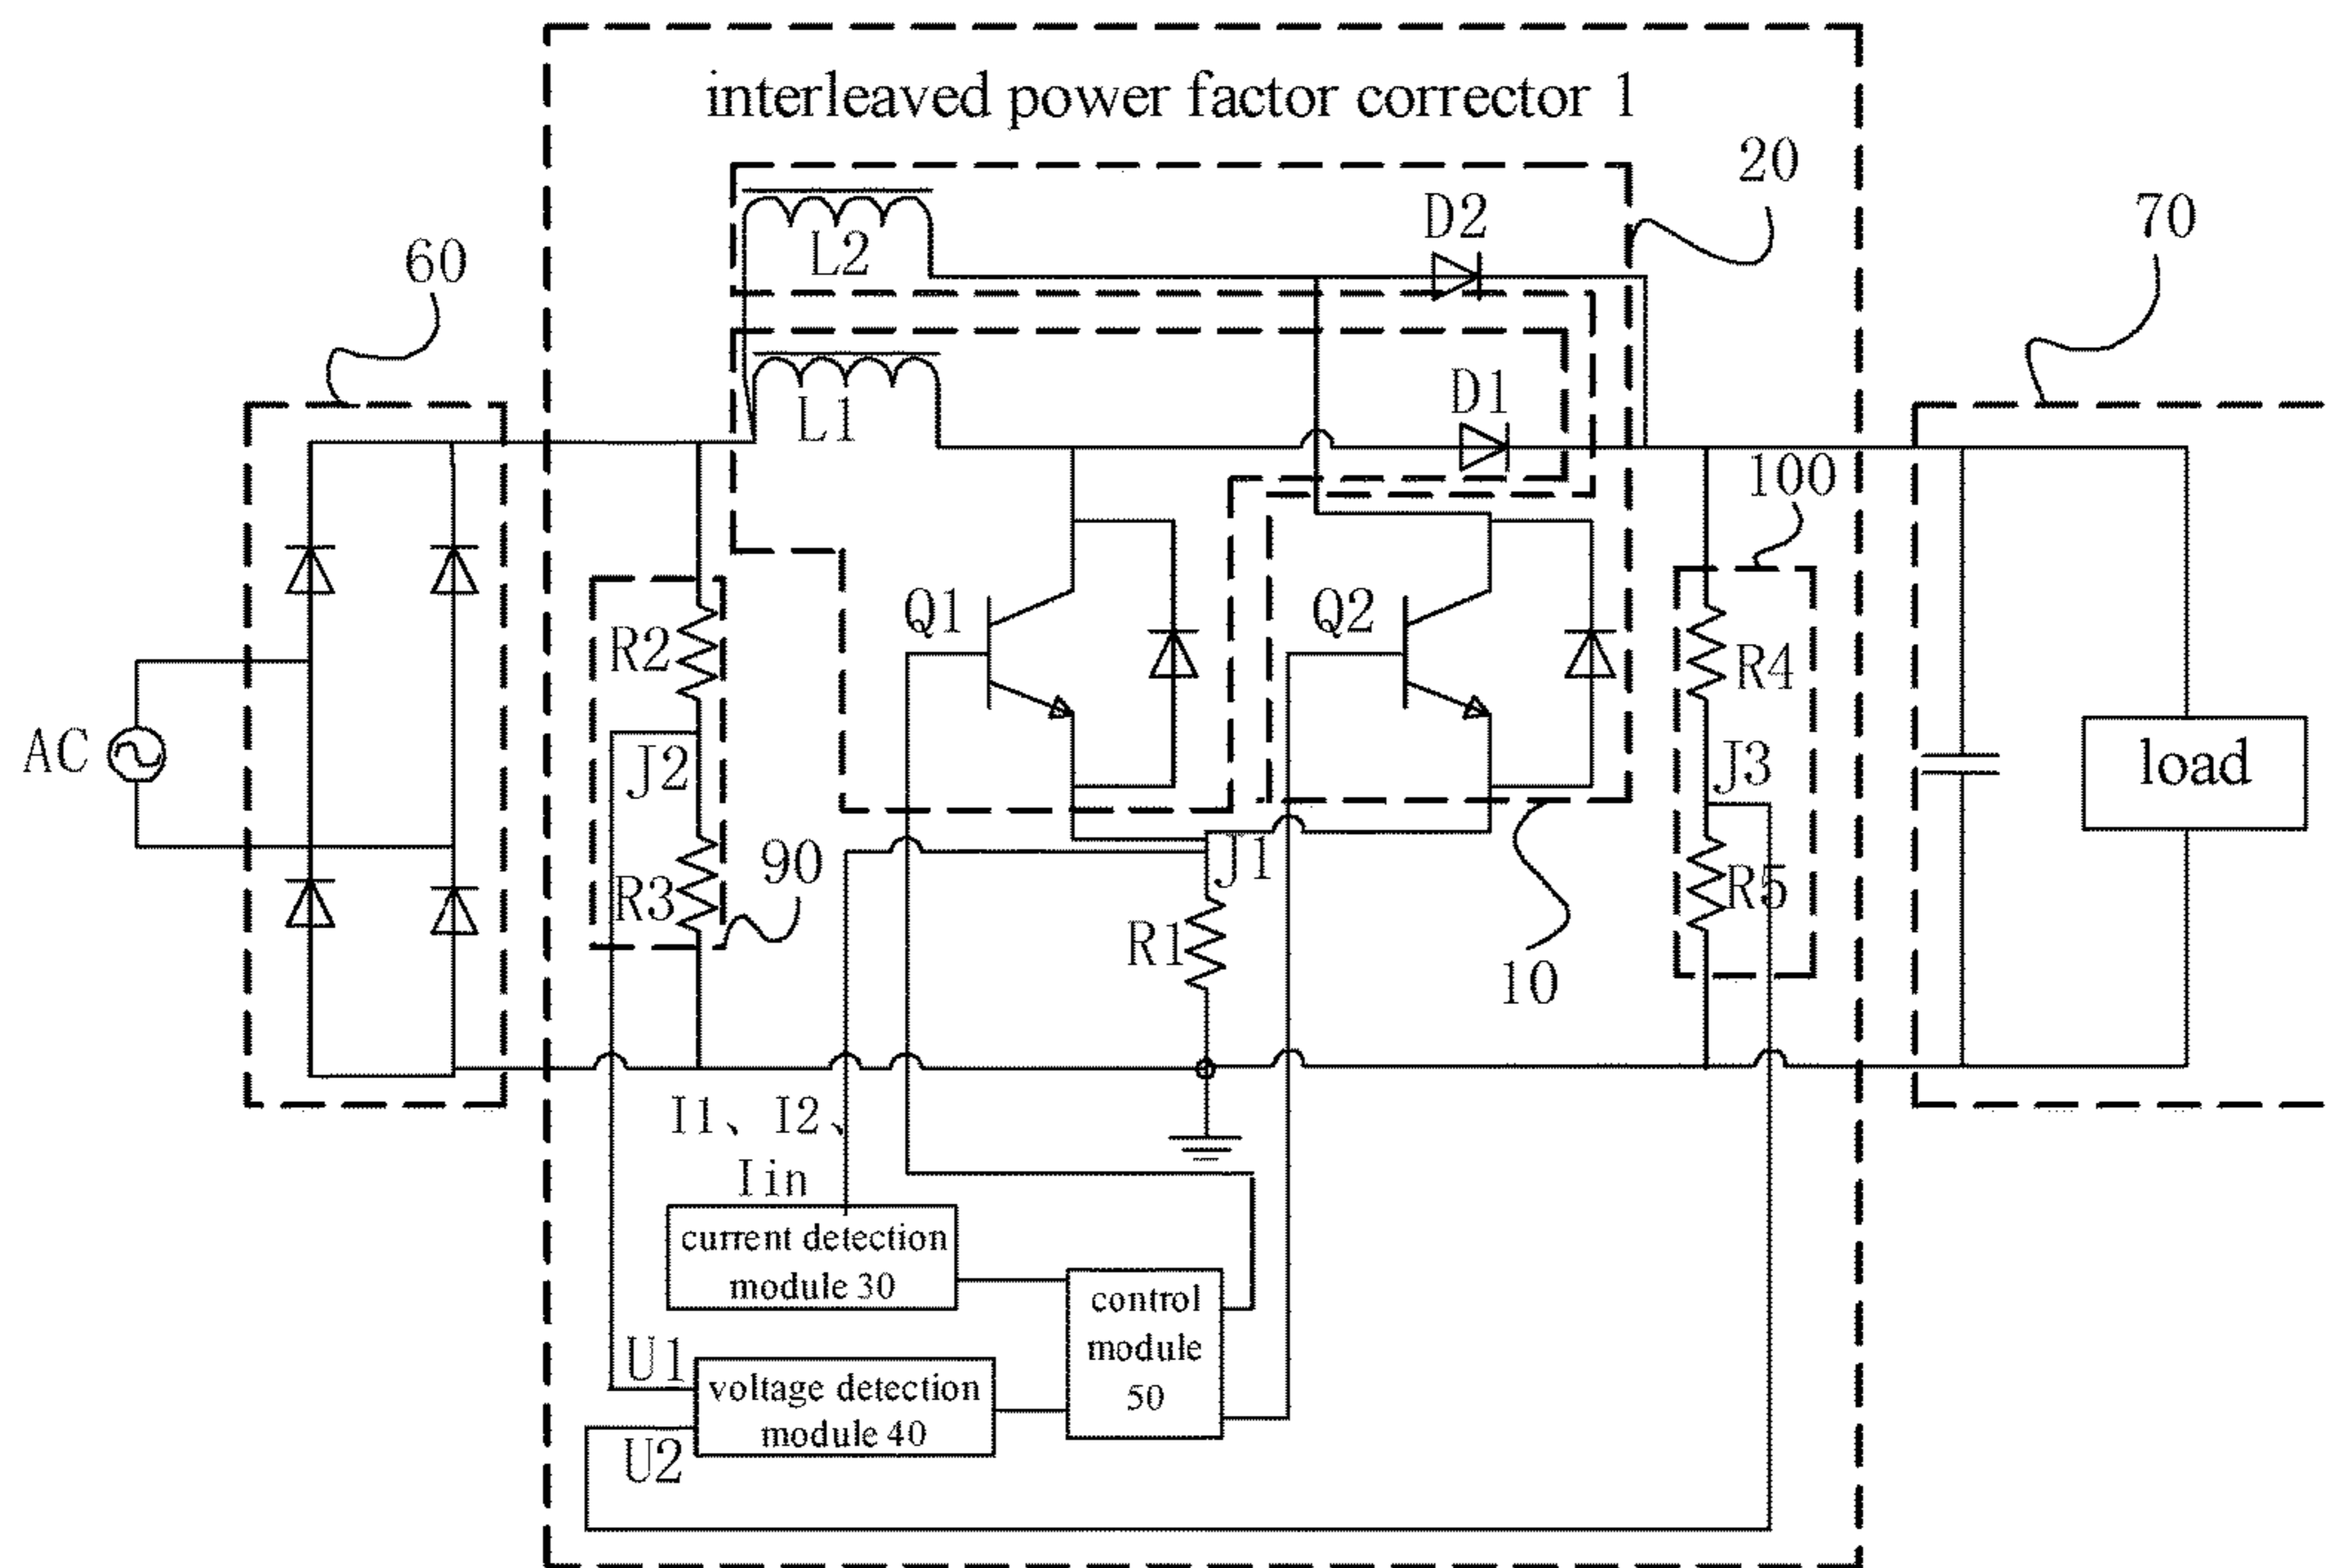 interleaved power factor corrector 1
20
D2
70
L2
60
D1
L1
100
Q1
Q2
R2
R4
AC
J2
J3
load
J1
90
R3
R5
R1
10
I1、I2、
Iin
current detection
module 30
control
module
50
U1
voltage detection
module 40
U2